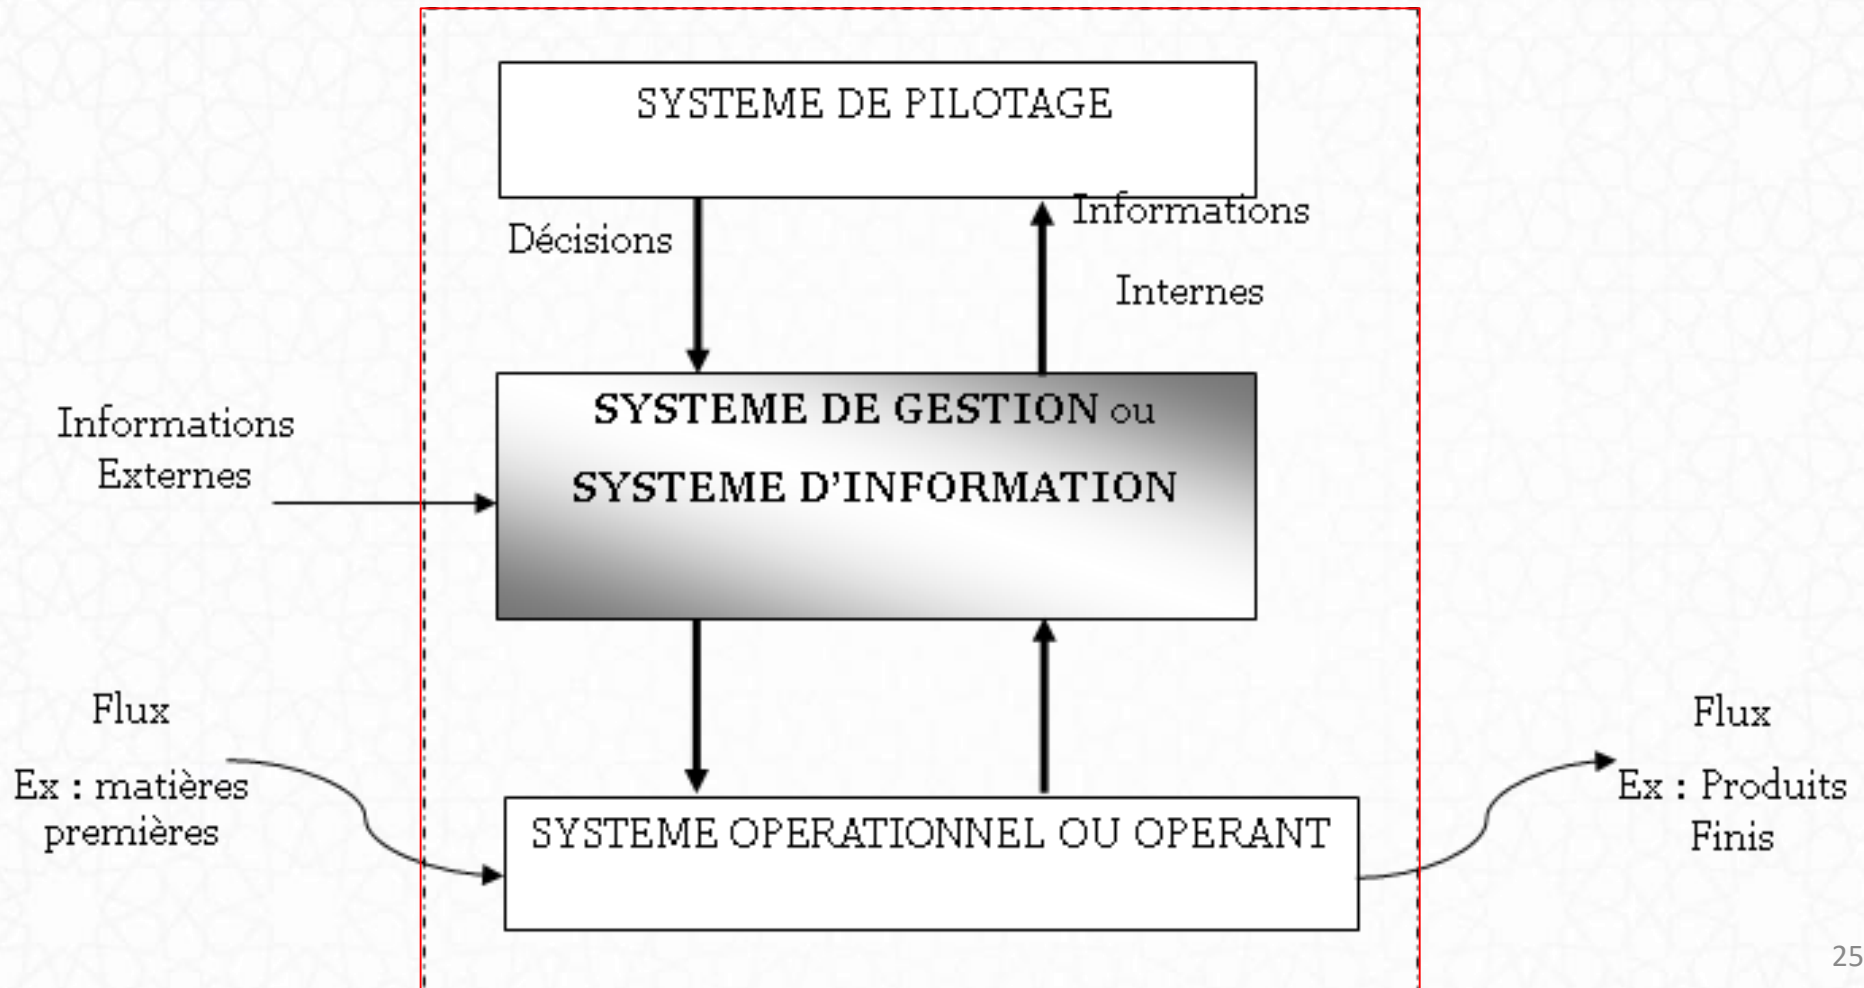 SYSTEME DE PILOTAGE
Décisions
Informations
Internes
SYSTEME DE GESTION ou
SYSTEME D’INFORMATION
Informations
Externes
Flux
Ex : matières
premières
SYSTEME OPERATIONNEL OU OPERANT
Flux
Ex : Produits
Finis
25